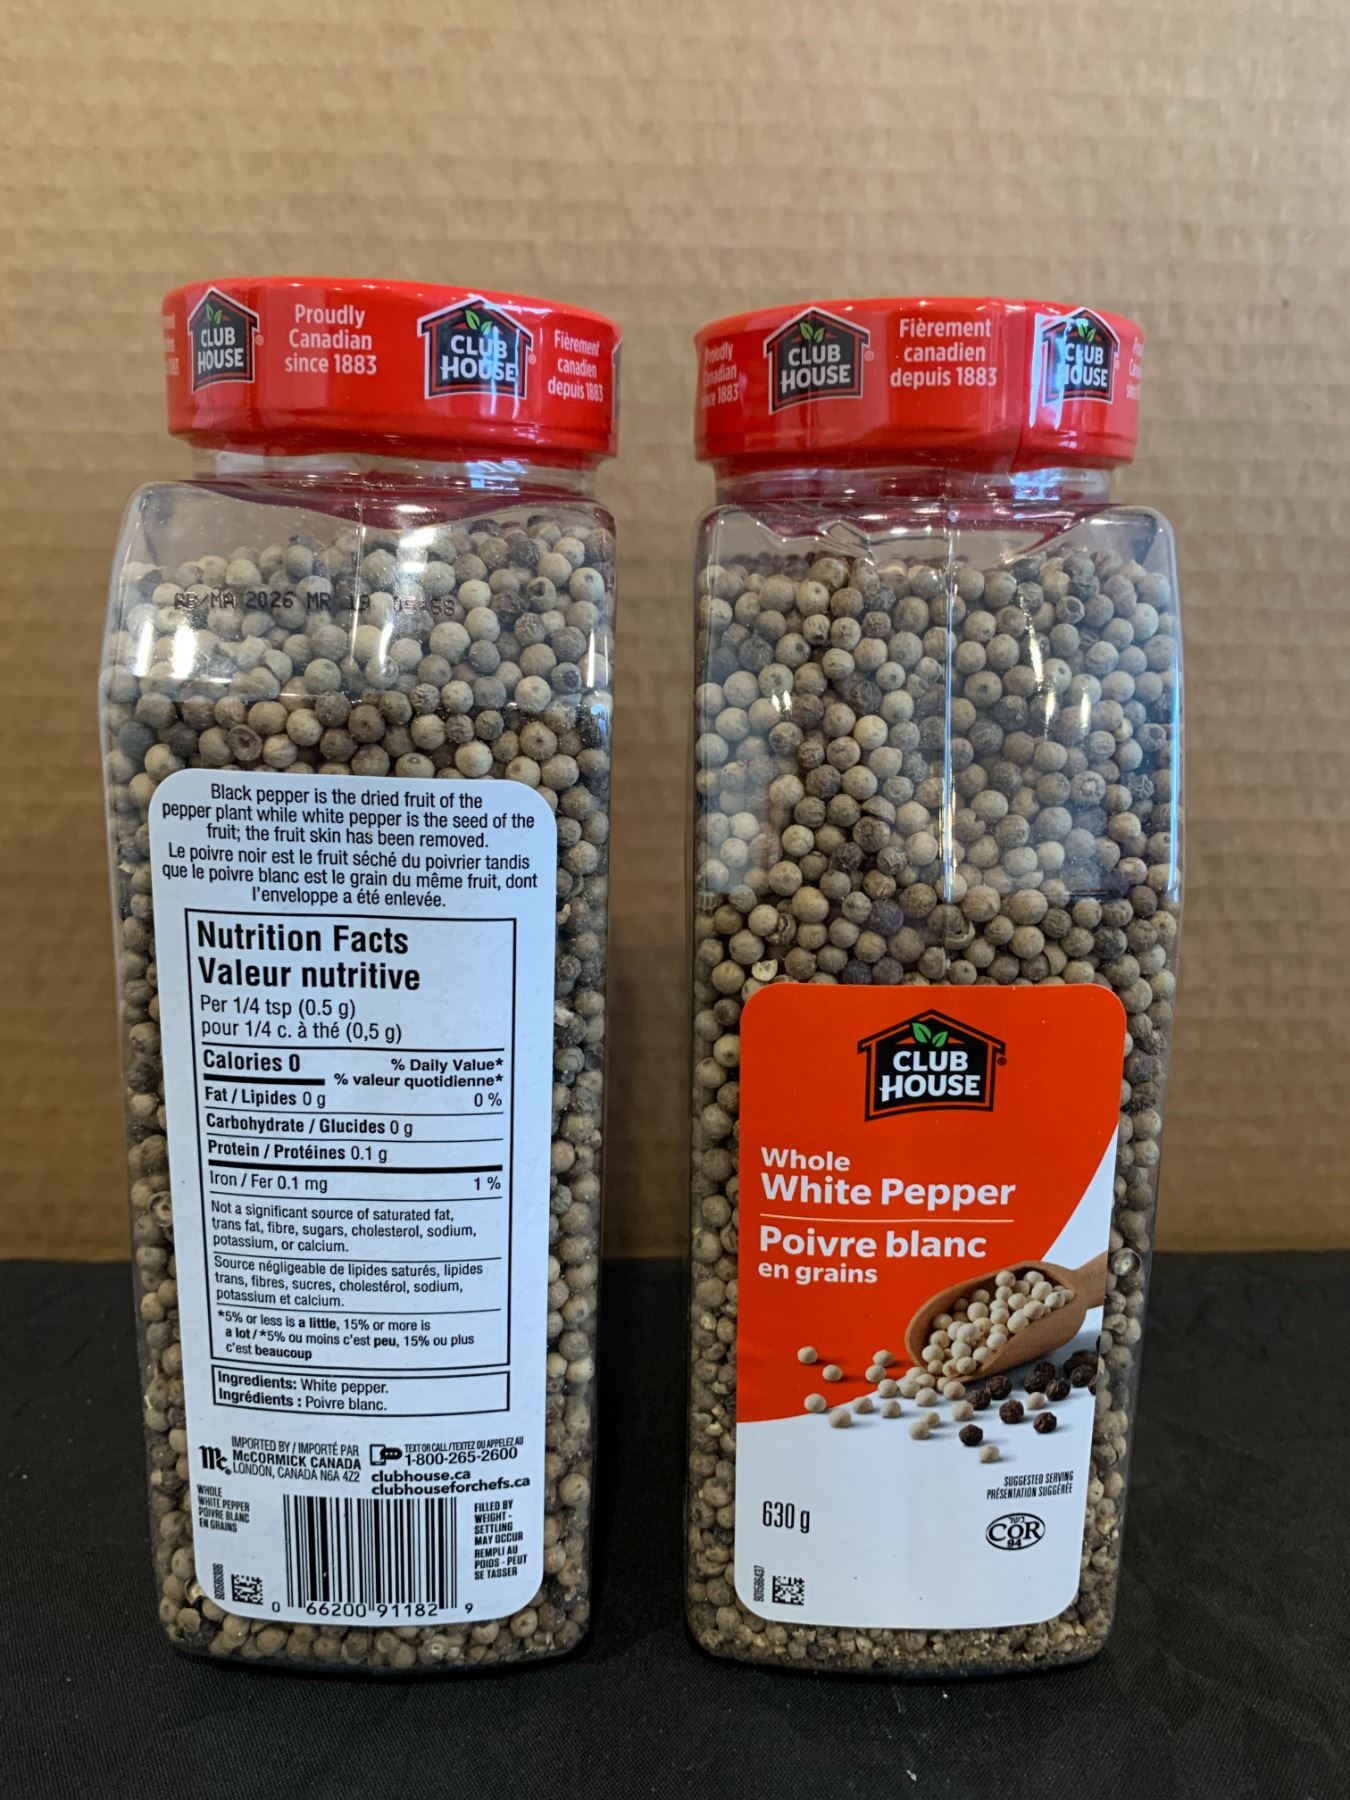 CLUB
HOUSE
Proudly
Canadian
since 1883
CLUB
HOUSE®
Fièrement
canadien
depuis 1883
BB/MA 2026 MR 19 05:58
Black pepper is the dried fruit of the
pepper plant while white pepper is the seed of the
fruit; the fruit skin has been removed.
Le poivre noir est le fruit séché du poivrier tandis
que le poivre blanc est le grain du même fruit, dont
l'enveloppe a été enlevée.
Nutrition Facts
Valeur nutritive
Per 1/4 tsp (0.5 g)
pour 1/4 c. à thé (0,5 g)
Calories 0
% Daily Value*
% valeur quotidienne*
Fat / Lipides 0 g 0 %
Carbohydrate / Glucides 0 g
Protein / Protéines 0.1 g
Iron / Fer 0.1 mg 1 %
Not a significant source of saturated fat,
trans fat, fibre, sugars, cholesterol, sodium,
potassium, or calcium.
Source négligeable de lipides saturés, lipides
trans, fibres, sucres, cholestérol, sodium,
potassium et calcium.
*5% or less is a little, 15% or more is
a lot / *5% ou moins c'est peu, 15% ou plus
c'est beaucoup
Ingredients: White pepper.
Ingrédients : Poivre blanc.
IMPORTED BY / IMPORTÉ PAR
McCORMICK CANADA
LONDON, CANADA N6A 4Z2
TEXT OR CALL / TEXTEZ OU APPELEZ AU
1-800-265-2600
clubhouse.ca
clubhouseforchefs.ca
WHOLE
WHITE PEPPER
POIVRE BLANC
EN GRAINS
FILLED BY
WEIGHT -
SETTLING
MAY OCCUR
REMPLI AU
POIDS - PEUT
SE TASSER
0 66200 91182 9
Proudly
Canadian
since 1883
CLUB
HOUSE®
Fièrement
canadien
depuis 1883
CLUB
HOUSE
CLUB
HOUSE®
Whole
White Pepper
Poivre blanc
en grains
SUGGESTED SERVING
PRÉSENTATION SUGGÉRÉE
630 g
כשר
COR
94